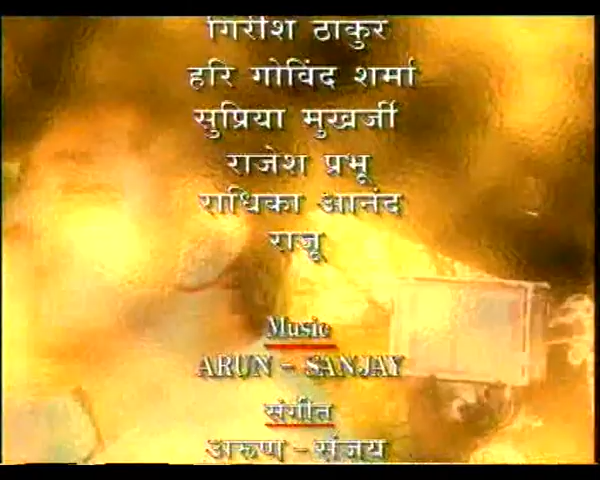 गिरीश ठाकुर
हरि गोविंद शर्मा
सुप्रिया मुखर्जी
राजेश प्रभू
राधिका आनंद
राजू
Music
ARUN - SANJAY
संगीत
अरूण - संजय